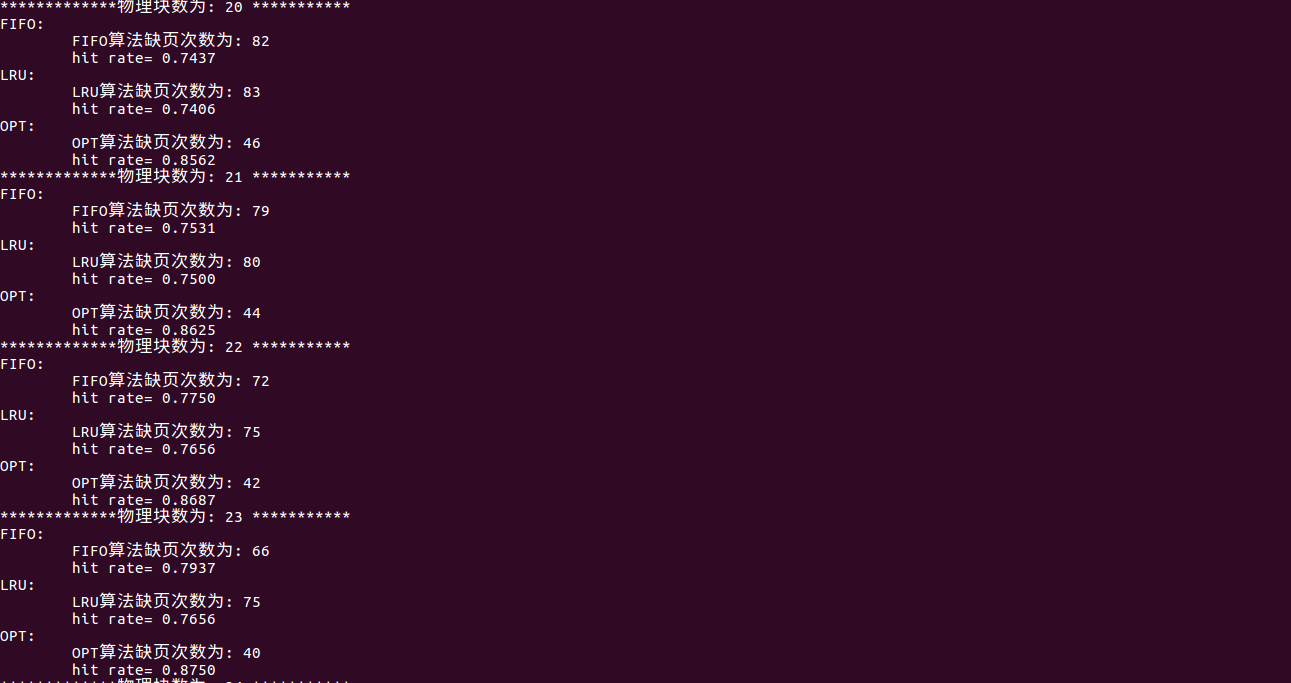 *************物理块数为: 20 ***********
FIFO:
FIFO算法缺页次数为: 82
hit rate= 0.7437
LRU:
LRU算法缺页次数为: 83
hit rate= 0.7406
OPT:
OPT算法缺页次数为: 46
hit rate= 0.8562
*************物理块数为: 21 ***********
FIFO:
FIFO算法缺页次数为: 79
hit rate= 0.7531
LRU:
LRU算法缺页次数为: 80
hit rate= 0.7500
OPT:
OPT算法缺页次数为: 44
hit rate= 0.8625
*************物理块数为: 22 ***********
FIFO:
FIFO算法缺页次数为: 72
hit rate= 0.7750
LRU:
LRU算法缺页次数为: 75
hit rate= 0.7656
OPT:
OPT算法缺页次数为: 42
hit rate= 0.8687
*************物理块数为: 23 ***********
FIFO:
FIFO算法缺页次数为: 66
hit rate= 0.7937
LRU:
LRU算法缺页次数为: 75
hit rate= 0.7656
OPT:
OPT算法缺页次数为: 40
hit rate= 0.8750